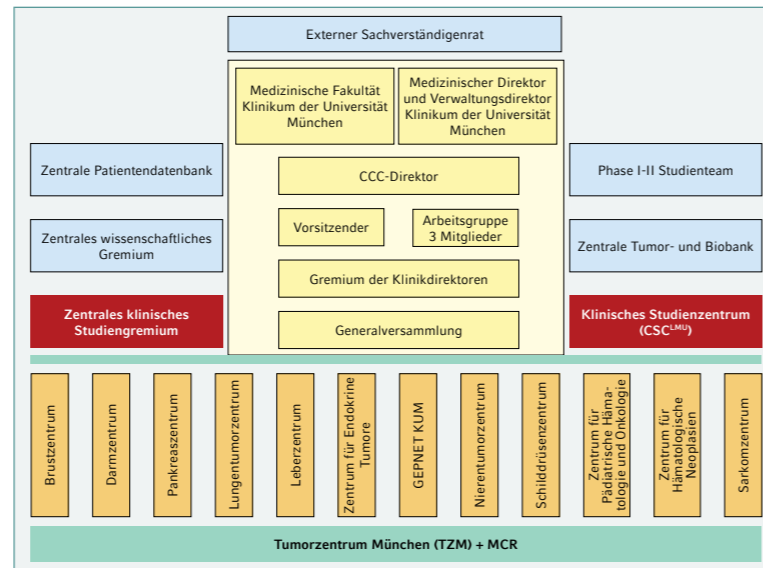 Externer Sachverständigenrat
Medizinische Fakultät
Klinikum der Universität
München
Medizinischer Direktor
und Verwaltungsdirektor
Klinikum der Universität
München
Zentrale Patientendatenbank
CCC-Direktor
Phase I-II Studienteam
Zentrales wissenschaftliches
Gremium
Vorsitzender
Arbeitsgruppe
3 Mitglieder
Zentrale Tumor- und Biobank
Gremium der Klinikdirektoren
Zentrales klinisches
Studiengremium
Generalversammlung
Klinisches Studienzentrum
(CSCLMU)
Brustzentrum
Darmzentrum
Pankreaszentrum
Lungentumorzentrum
Leberzentrum
Zentrum für Endokrine
Tumore
GEPNET KUM
Nierentumorzentrum
Schilddrüsenzentrum
Zentrum für
Pädiatrische Häma-
tologie und Onkologie
Zentrum für
Hämatologische
Neoplasien
Sarkomzentrum
Tumorzentrum München (TZM) + MCR